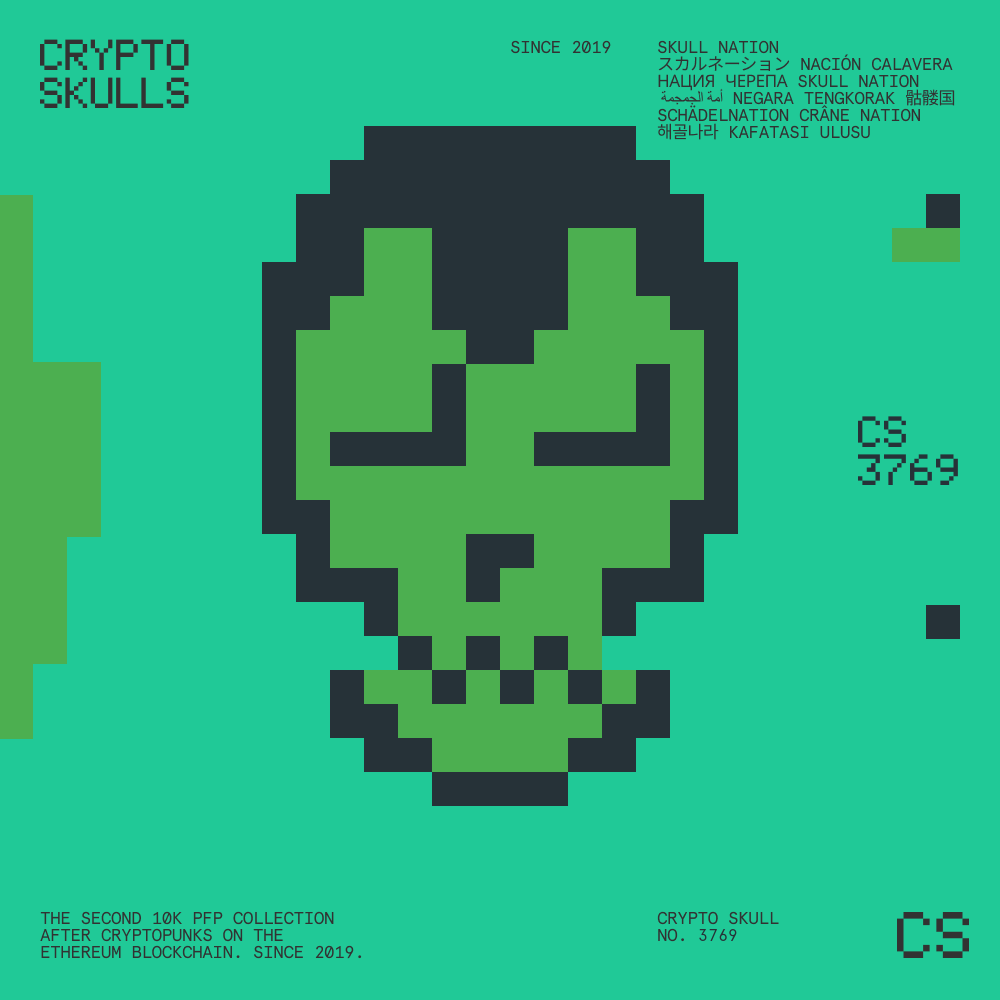 CRYPTO
SKULLS
SINCE 2019
SKULL NATION
スカルネーション NACIÓN CALAVERA
НАЦИЯ ЧЕРЕПА SKULL NATION
أمة الجمجمة NEGARA TENGKORAK 骷髅国
SCHÄDELNATION CRÂNE NATION
해골나라 KAFATASI ULUSU
CS
3769
THE SECOND 10K PFP COLLECTION
AFTER CRYPTOPUNKS ON THE
ETHEREUM BLOCKCHAIN. SINCE 2019.
CRYPTO SKULL
NO. 3769
CS